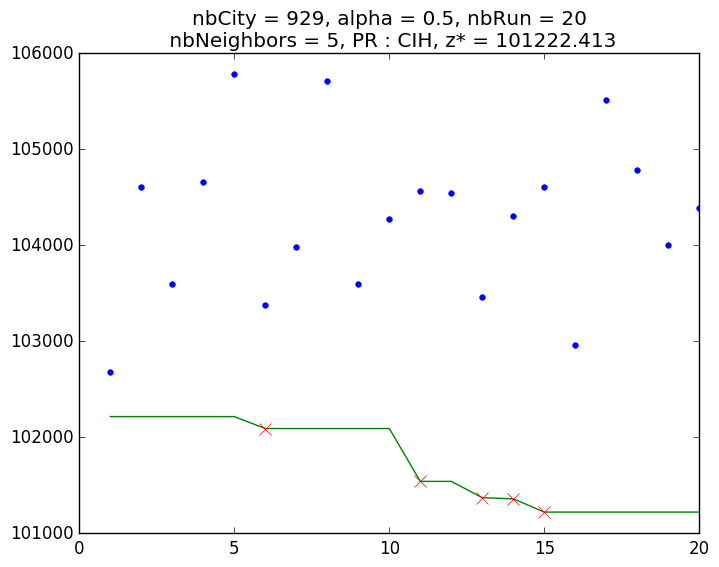 nbCity = 929, alpha = 0.5, nbRun = 20
nbNeighbors = 5, PR : CIH, z* = 101222.413
106000
105000
104000
103000
102000
101000
0 5 10 15 20